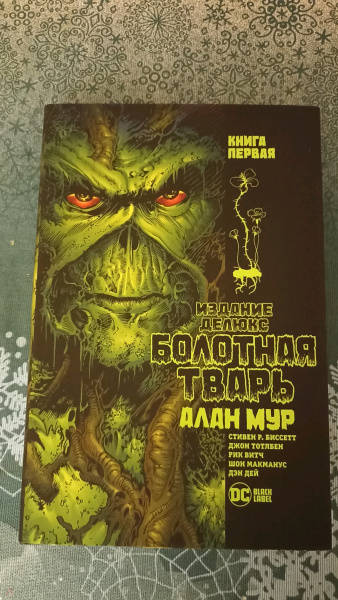 КНИГА
ПЕРВАЯ
ИЗДАНИЕ
ДЕЛЮКС
БОЛОТНАЯ
ТВАРЬ
АЛАН МУР
СТИВЕН Р. БИССЕТТ
ДЖОН ТОТЛБЕН
РИК ВИТЧ
ШОН МАКМАНУС
ДЭН ДЕЙ
DC BLACK
LABEL